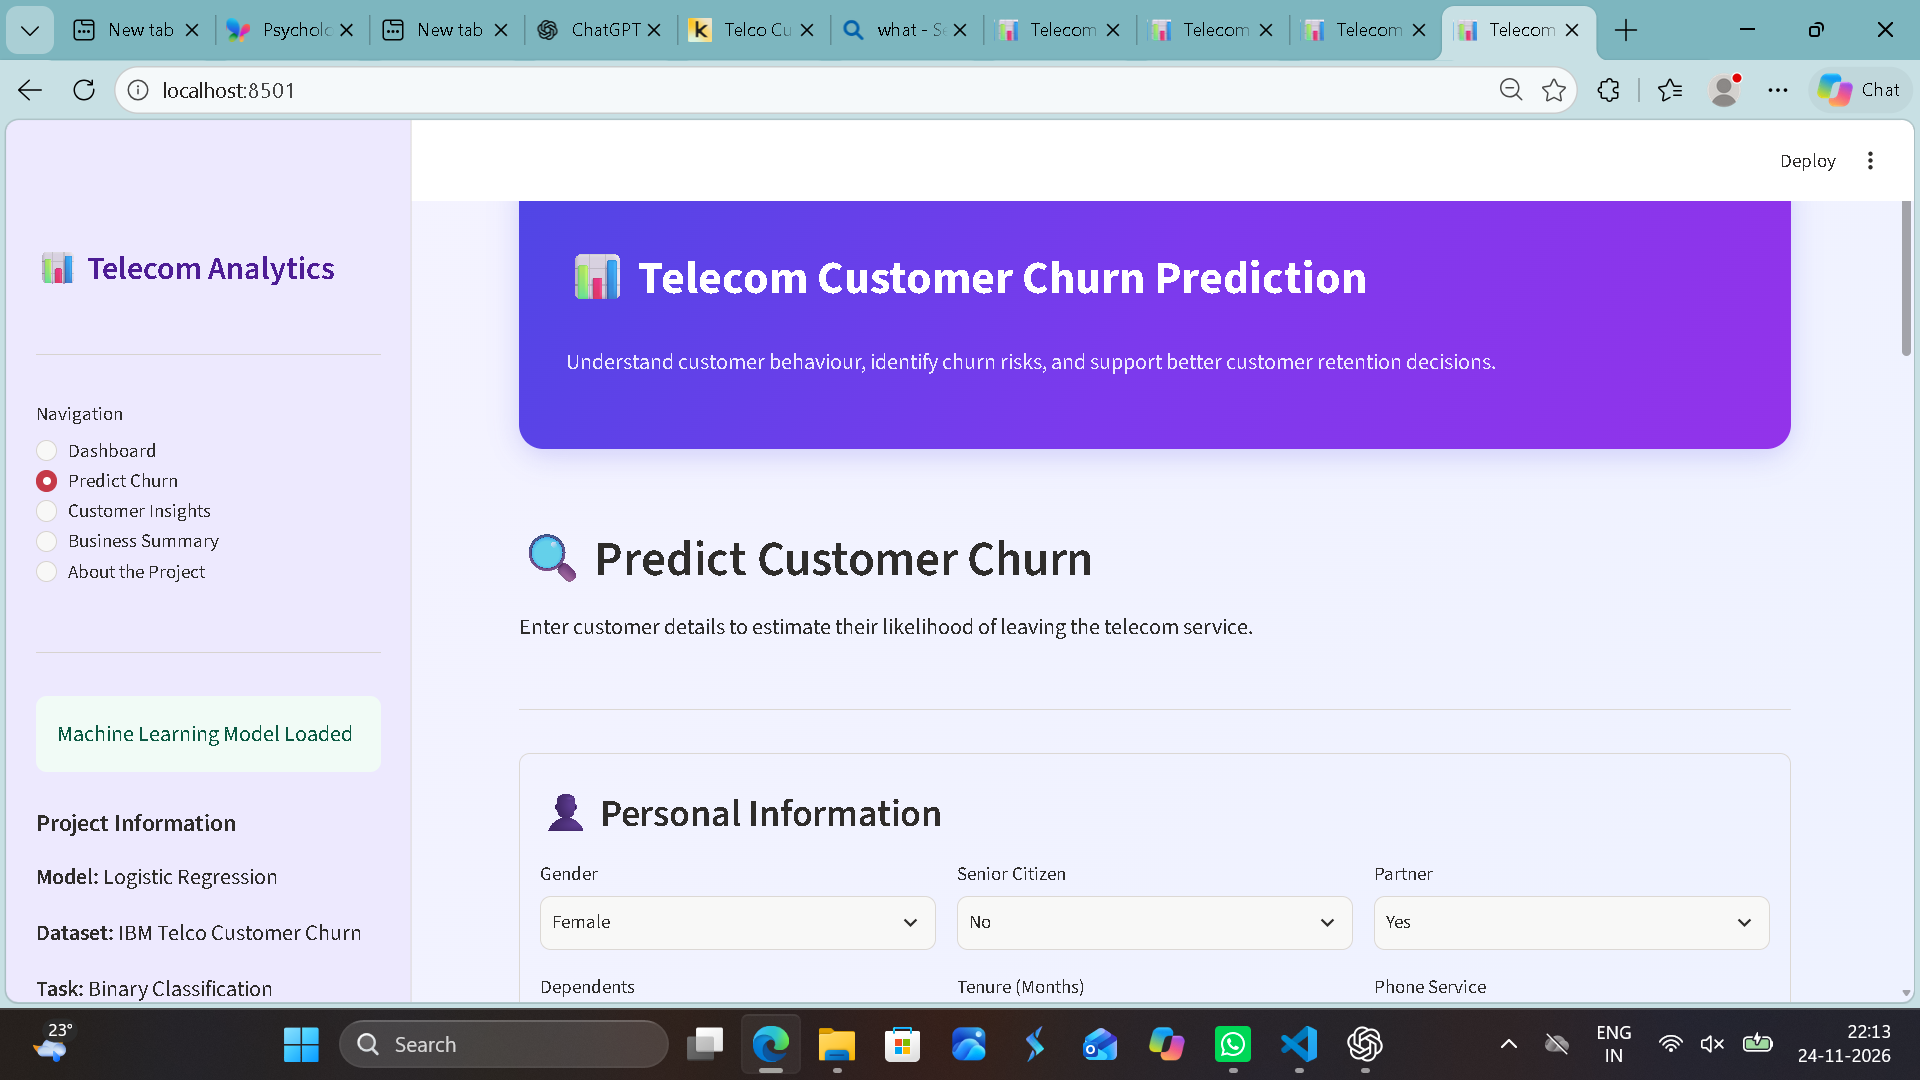 New tab
Psycholo
New tab
ChatGPT
Telco Cu
what - Se
Telecom
Telecom
Telecom
Telecom
localhost:8501
Chat
Deploy
Telecom Analytics
Navigation
Dashboard
Predict Churn
Customer Insights
Business Summary
About the Project
Machine Learning Model Loaded
Project Information
Model: Logistic Regression
Dataset: IBM Telco Customer Churn
Task: Binary Classification
Telecom Customer Churn Prediction
Understand customer behaviour, identify churn risks, and support better customer retention decisions.
Predict Customer Churn
Enter customer details to estimate their likelihood of leaving the telecom service.
Personal Information
Gender
Senior Citizen
Partner
Female
No
Yes
Dependents
Tenure (Months)
Phone Service
23°
Search
ENG
IN
22:13
24-11-2026